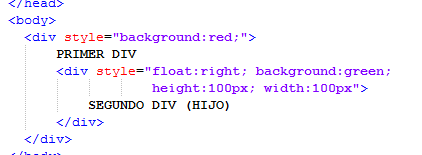 </head>
<body>
<div style="background:red;">
PRIMER DIV
<div style="float:right; background:green;
height:100px; width:100px">
SEGUNDO DIV (HIJO)
</div>
</div>
</body>